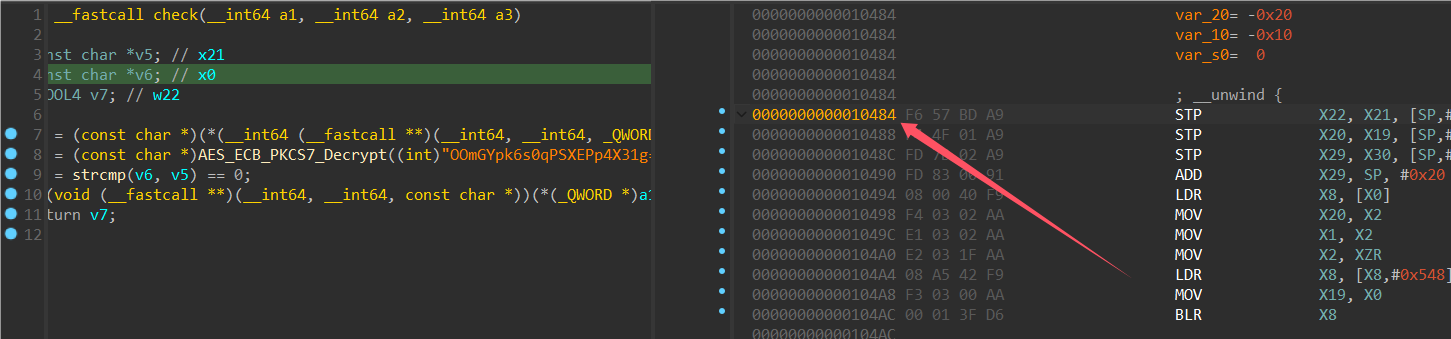 1 __fastcall check(__int64 a1, __int64 a2, __int64 a3)
2
3 nst char *v5; // x21
4 nst char *v6; // x0
5 OOL4 v7; // w22
6
7 = (const char *)(*(__int64 (__fastcall **)(__int64, __int64, _QWORD
8 = (const char *)AES_ECB_PKCS7_Decrypt((int)"OOmGYpk6s0qPSXEPp4X31g=
9 = strcmp(v6, v5) == 0;
10 (void (__fastcall **)(__int64, __int64, const char *))(*(_QWORD *)a1
11 turn v7;
12
0000000000010484 var_20= -0x20
0000000000010484 var_10= -0x10
0000000000010484 var_s0= 0
0000000000010484
0000000000010484 ; __unwind {
0000000000010484 F6 57 BD A9 STP X22, X21, [SP,#
0000000000010488 4F 01 A9 STP X20, X19, [SP,#
000000000001048C FD 02 A9 STP X29, X30, [SP,#
0000000000010490 FD 83 91 ADD X29, SP, #0x20
0000000000010494 08 00 40 F9 LDR X8, [X0]
0000000000010498 F4 03 02 AA MOV X20, X2
000000000001049C E1 03 02 AA MOV X1, X2
00000000000104A0 E2 03 1F AA MOV X2, XZR
00000000000104A4 08 A5 42 F9 LDR X8, [X8,#0x548]
00000000000104A8 F3 03 00 AA MOV X19, X0
00000000000104AC 00 01 3F D6 BLR X8
00000000000104AC